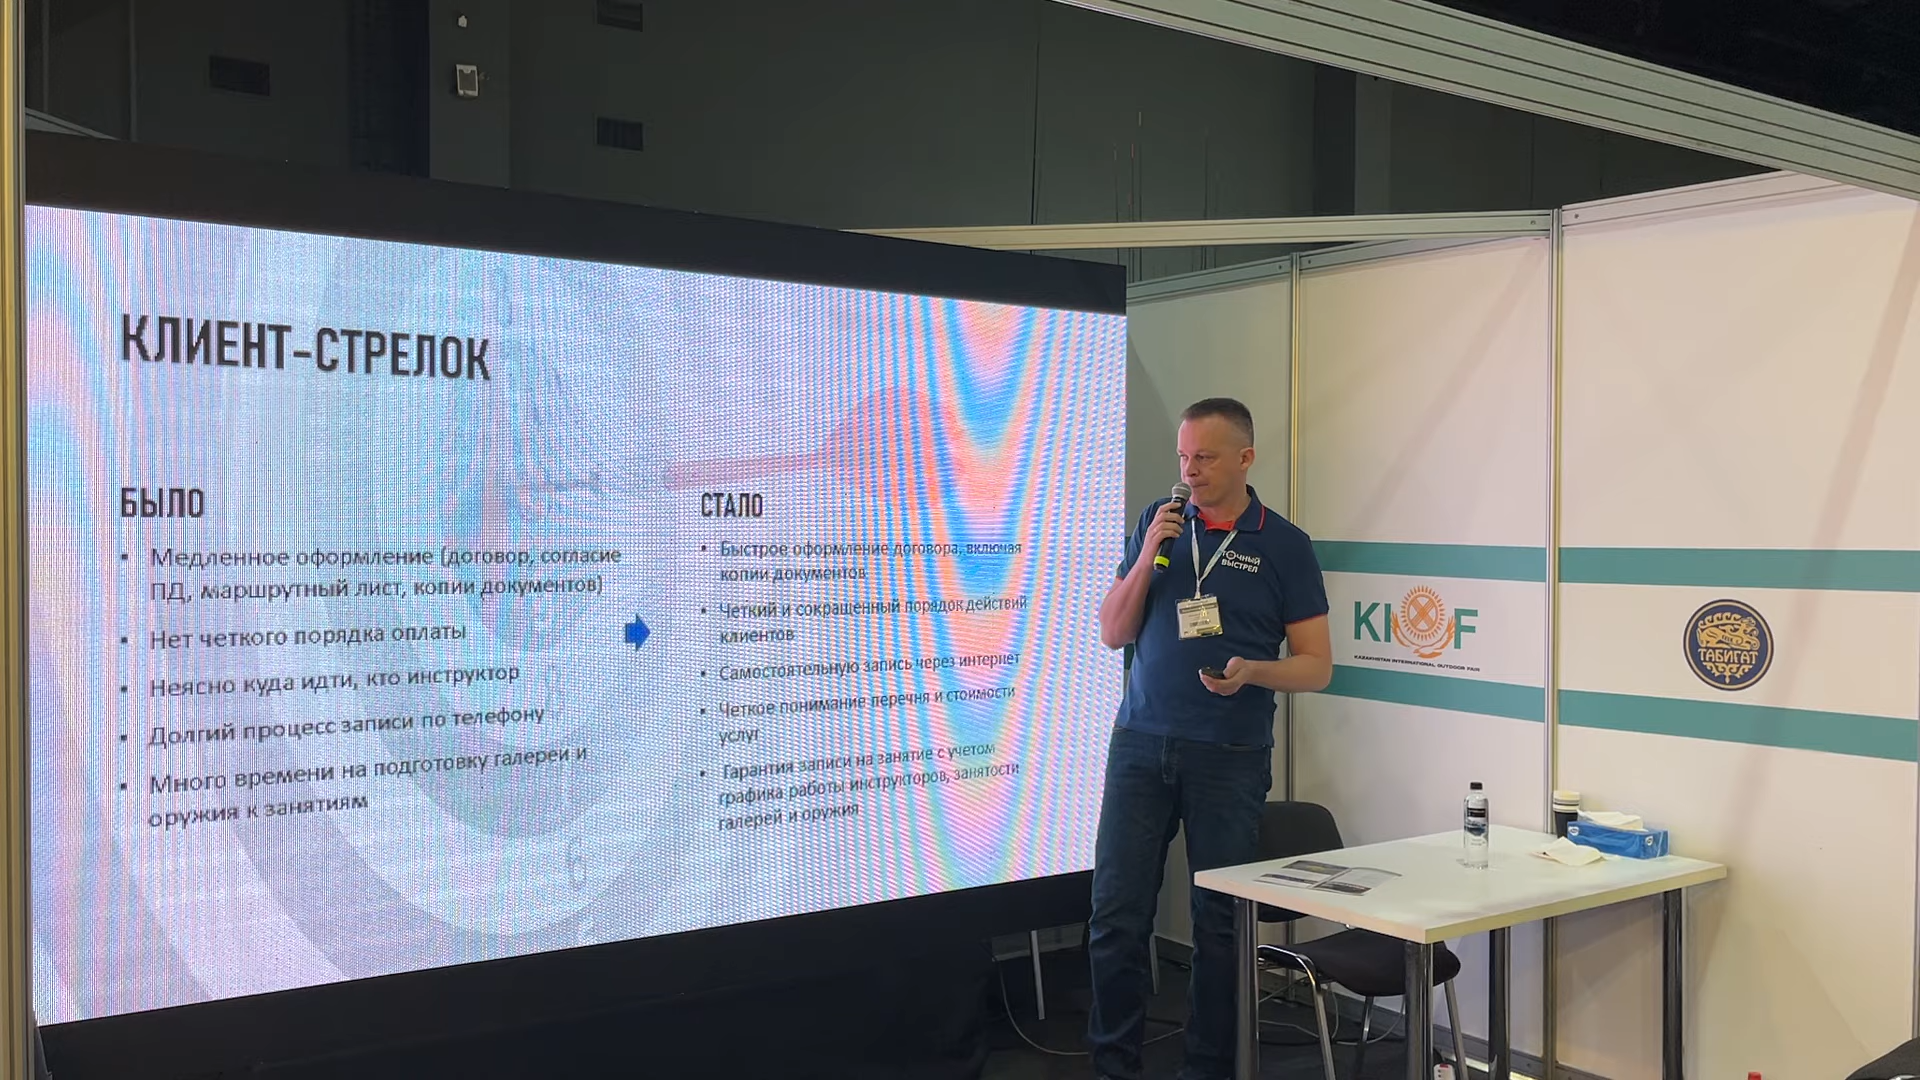 КЛИЕНТ-СТРЕЛОК
БЫЛО
▪ Медленное оформление (договор, согласие
ПД, маршрутный лист, копии документов)
▪ Нет четкого порядка оплаты
▪ Неясно куда идти, кто инструктор
▪ Долгий процесс записи по телефону
▪ Много времени на подготовку галереи и
оружия к занятиям
СТАЛО
▪ Быстрое оформление договора, включая
копии документов
▪ Четкий и сокращенный порядок действий
клиентов
▪ Самостоятельную запись через интернет
▪ Четкое понимание перечня и стоимости
услуг
▪ Гарантия записи на занятие с учетом
графика работы инструкторов, занятости
галерей и оружия
6
ТОЧНЫЙ
ВЫСТРЕЛ
KIOF
KAZAKHSTAN INTERNATIONAL OUTDOOR FAIR
ТАБИГАТ